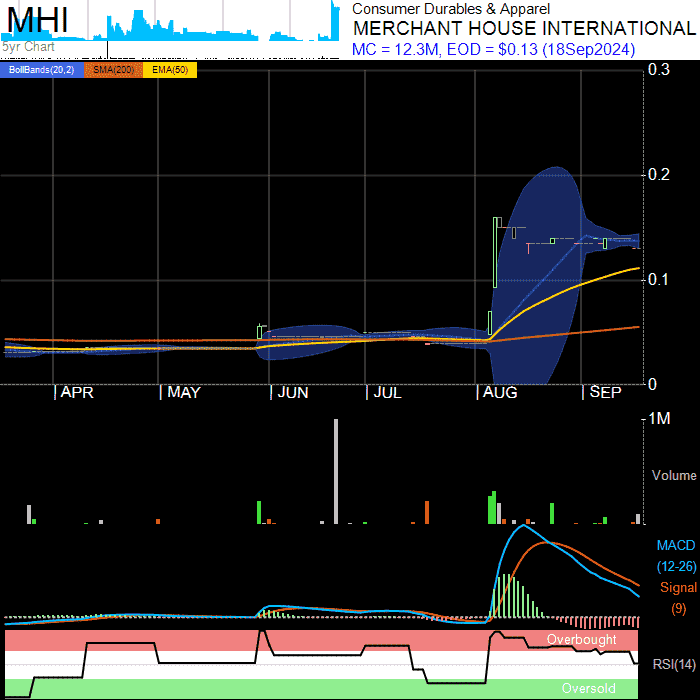 MHI
5yr Chart
Consumer Durables & Apparel
MERCHANT HOUSE INTERNATIONAL
MC = 12.3M, EOD = $0.13 (18Sep2024)
BollBands(20,2) SMA(200) EMA(50)
0.3
0.2
0.1
0
APR MAY JUN JUL AUG SEP
1M
Volume
MACD
(12-26)
Signal
(9)
Overbought
RSI(14)
Oversold